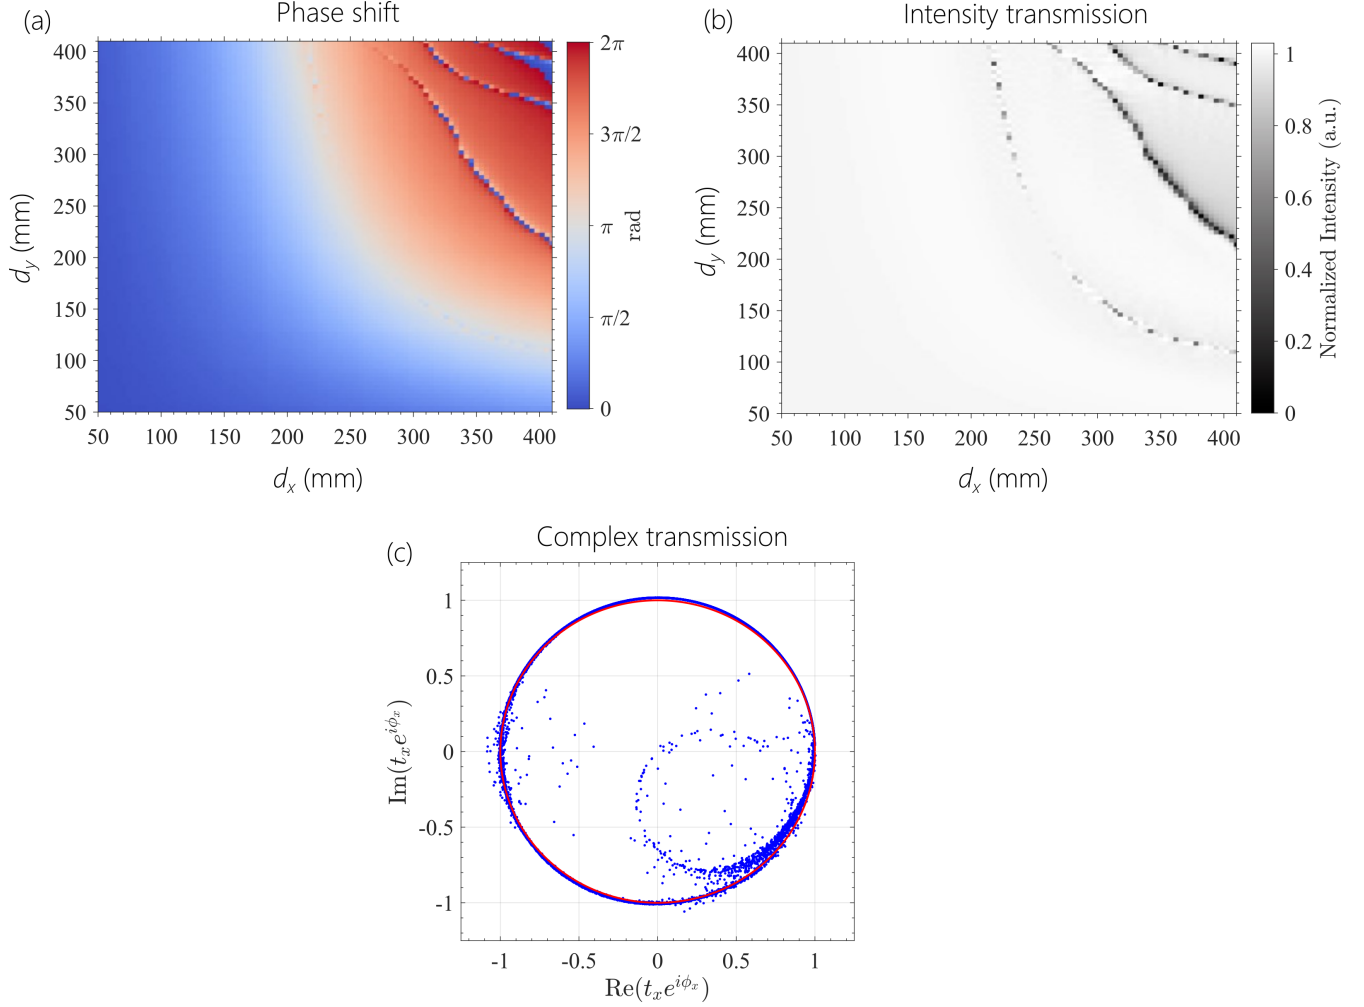 (a) Phase shift
400
350
300
250
200
150
100
50
50 100 150 200 250 300 350 400
d_y (mm)
d_x (mm)
2π
3π/2
π
π/2
0
rad
(b) Intensity transmission
400
350
300
250
200
150
100
50
50 100 150 200 250 300 350 400
d_y (mm)
d_x (mm)
1
0.8
0.6
0.4
0.2
0
Normalized Intensity (a.u.)
(c) Complex transmission
1
0.5
0
-0.5
-1
-1 -0.5 0 0.5 1
Im(t_x e^{iϕ_x})
Re(t_x e^{iϕ_x})